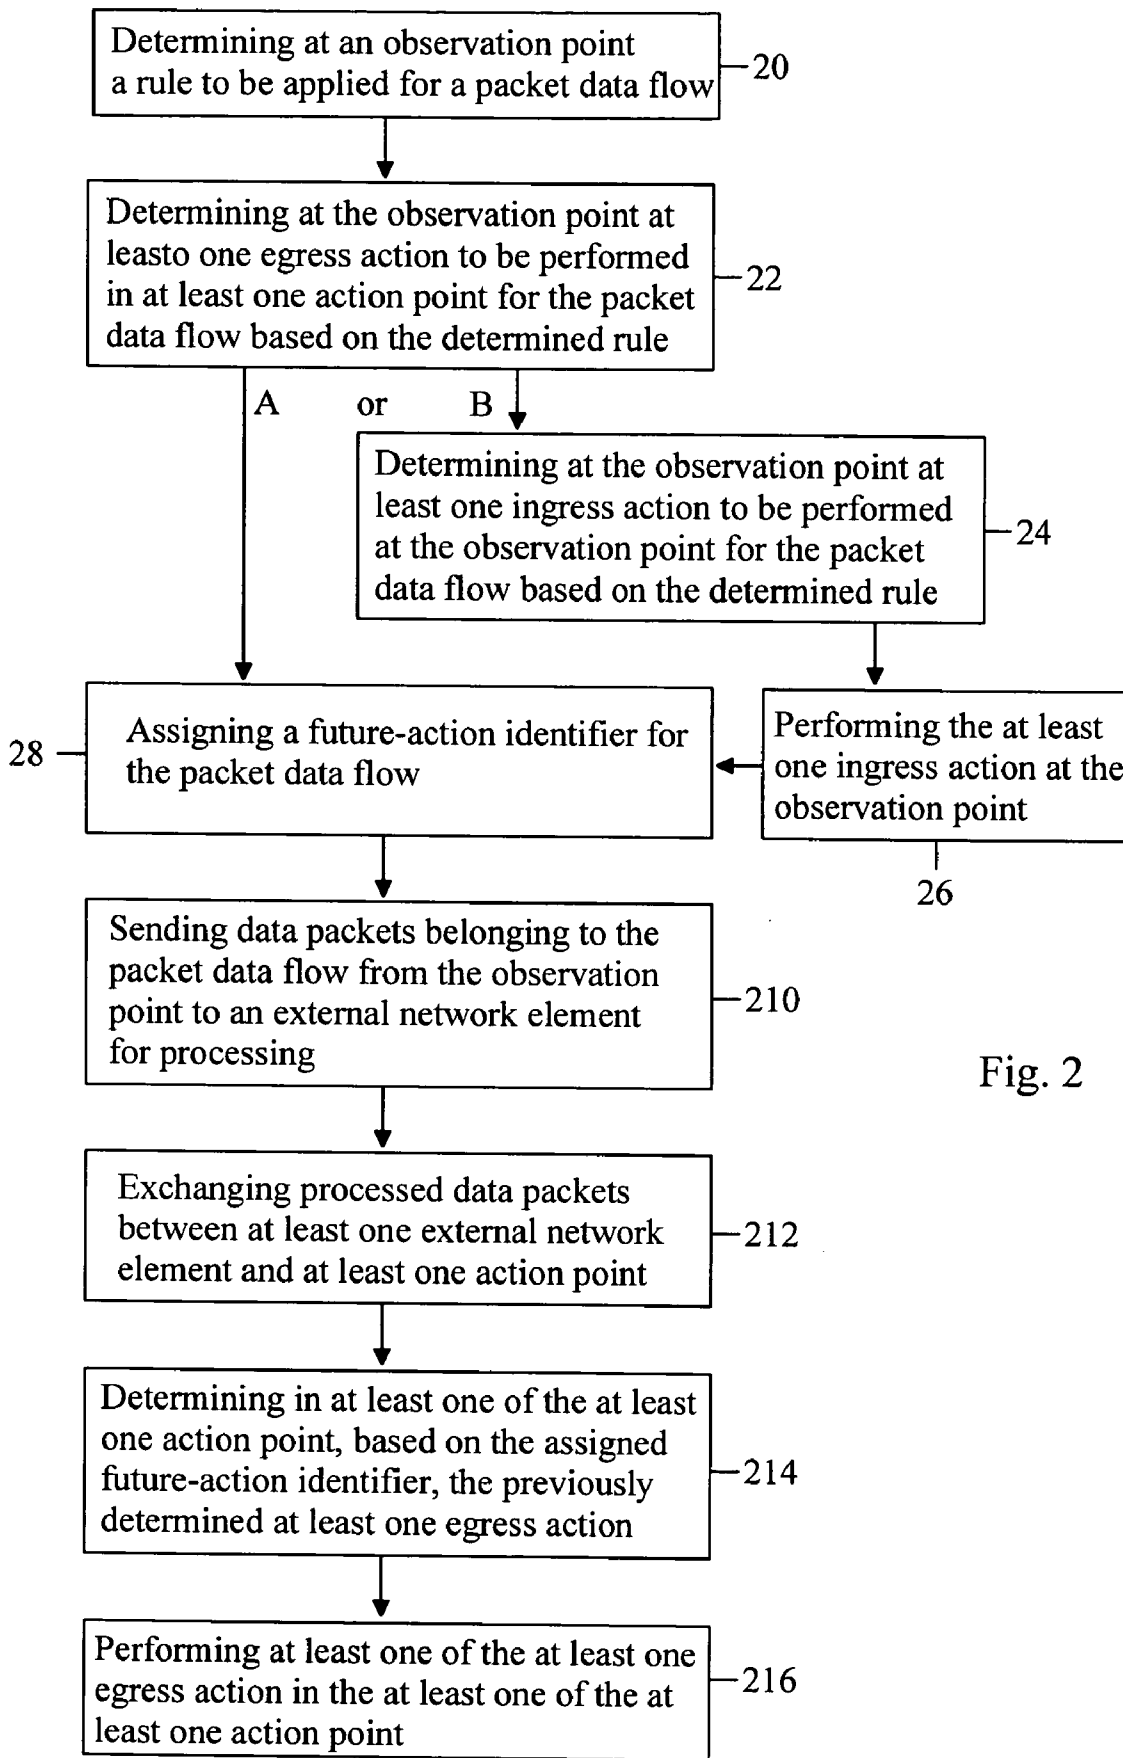 Determining at an observation point
a rule to be applied for a packet data flow
20
Determining at the observation point at
leasto one egress action to be performed
in at least one action point for the packet
data flow based on the determined rule
22
A or B
Determining at the observation point at
least one ingress action to be performed
at the observation point for the packet
data flow based on the determined rule
24
28
Assigning a future-action identifier for
the packet data flow
Performing the at least
one ingress action at the
observation point
26
Sending data packets belonging to the
packet data flow from the observation
point to an external network element
for processing
210
Fig. 2
Exchanging processed data packets
between at least one external network
element and at least one action point
212
Determining in at least one of the at least
one action point, based on the assigned
future-action identifier, the previously
determined at least one egress action
214
Performing at least one of the at least one
egress action in the at least one of the at
least one action point
216